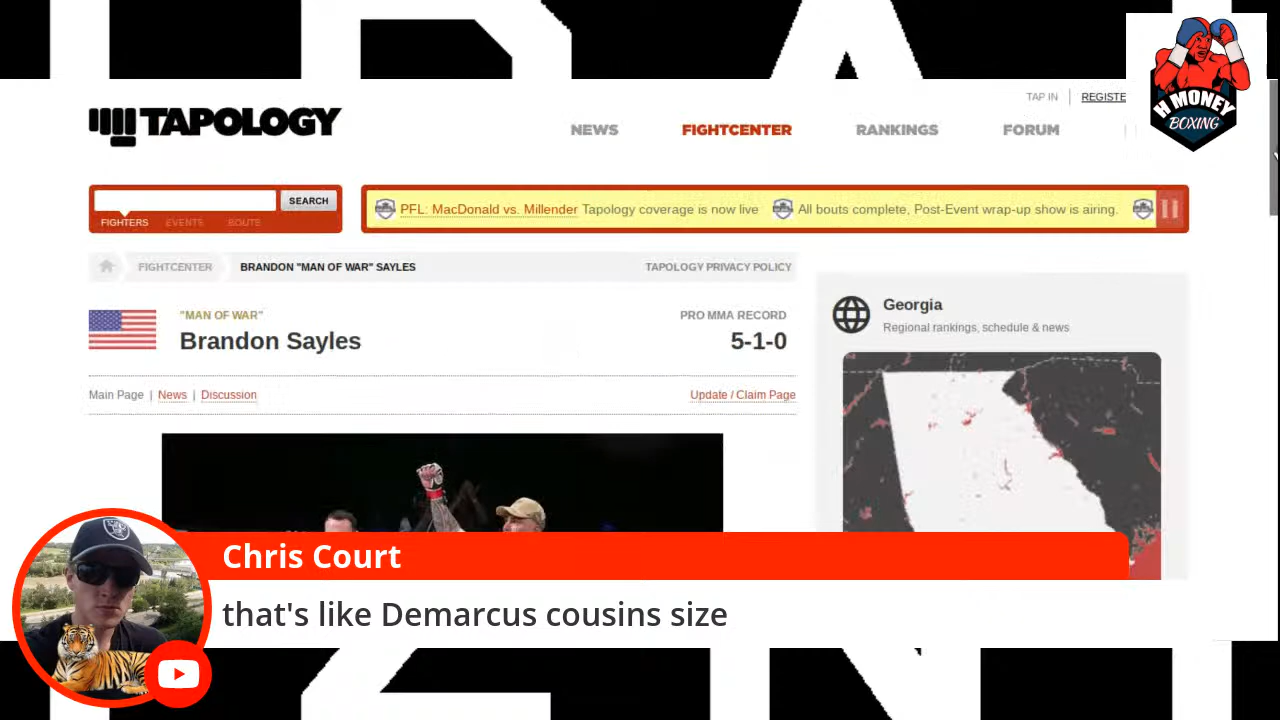 H MONEY
BOXING
TAPOLOGY
TAP IN
REGISTE
NEWS
FIGHTCENTER
RANKINGS
FORUM
SEARCH
FIGHTERS
EVENTS
BOUTS
PFL: MacDonald vs. Millender Tapology coverage is now live
All bouts complete, Post-Event wrap-up show is airing.
FIGHTCENTER
BRANDON "MAN OF WAR" SAYLES
TAPOLOGY PRIVACY POLICY
"MAN OF WAR"
PRO MMA RECORD
Brandon Sayles
5-1-0
Main Page | News | Discussion
Update / Claim Page
Georgia
Regional rankings, schedule & news
Chris Court
that's like Demarcus cousins size